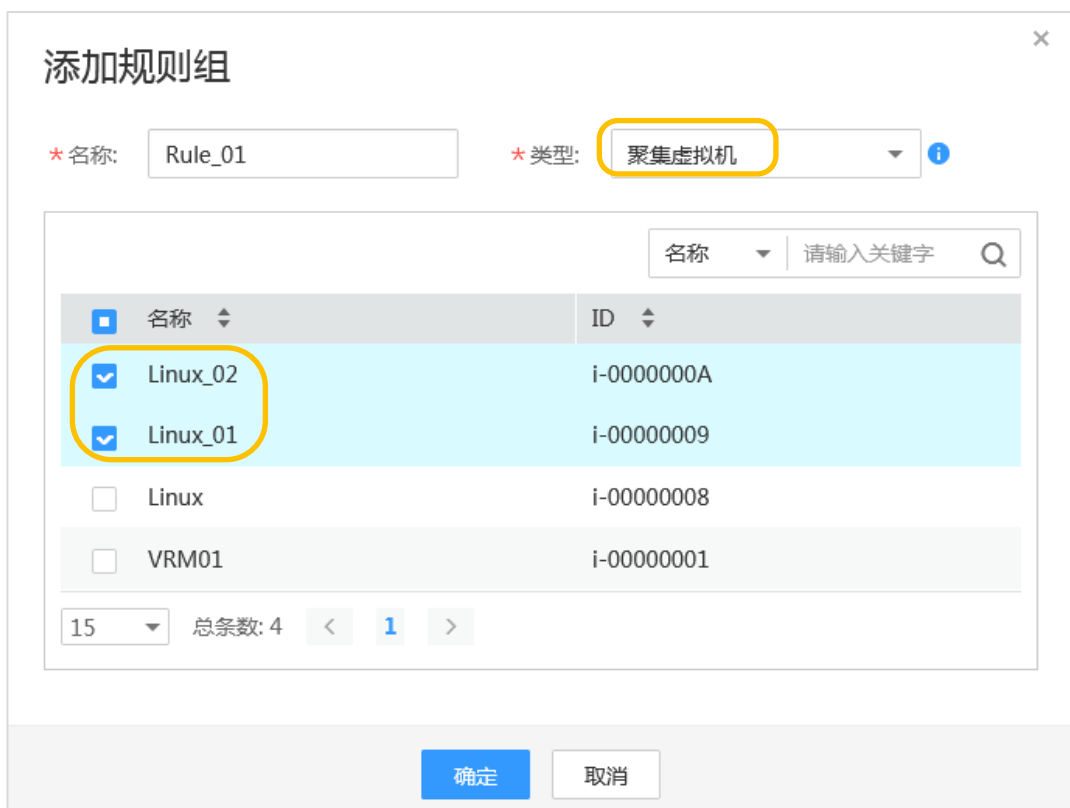 添加规则组
*名称: Rule_01 *类型: 聚集虚拟机
名称 请输入关键字
名称 ID
Linux_02 i-0000000A
Linux_01 i-00000009
Linux i-00000008
VRM01 i-00000001
15 总条数: 4 < 1 >
确定 取消